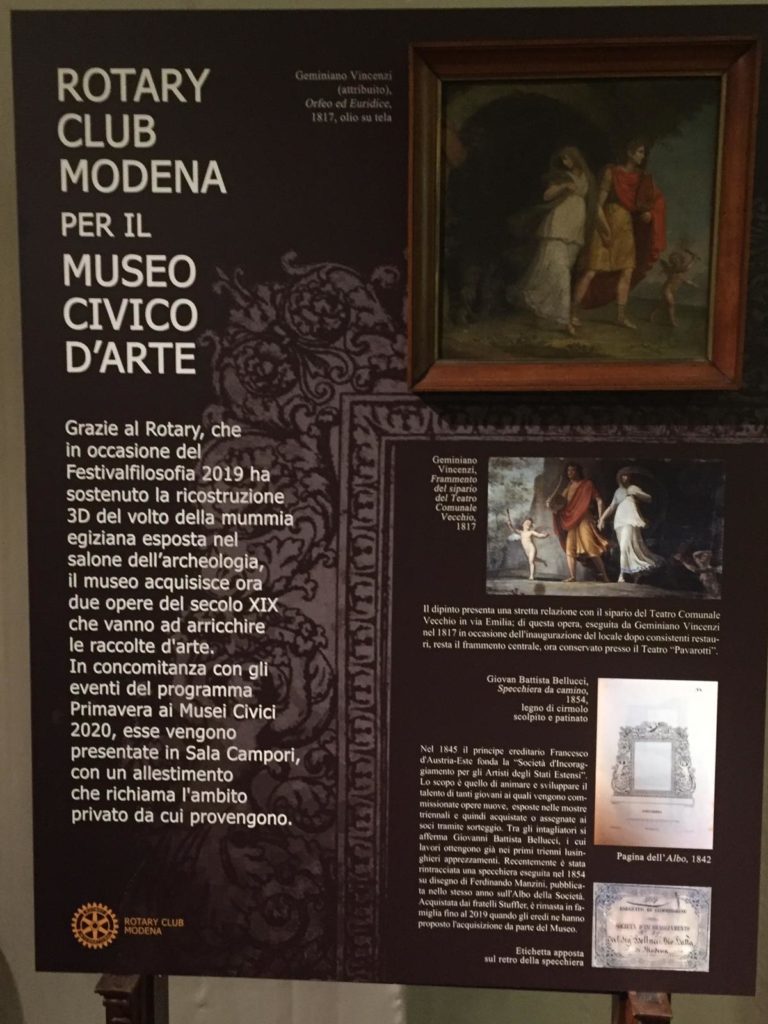 ROTARY
CLUB
MODENA
PER IL
MUSEO
CIVICO
D'ARTE
Geminiano Vincenzi
(attribuito),
Orfeo ed Euridice,
1817, olio su tela
Grazie al Rotary, che
in occasione del
Festivalfilosofia 2019 ha
sostenuto la ricostruzione
3D del volto della mummia
egiziana esposta nel
salone dell'archeologia,
il museo acquisisce ora
due opere del secolo XIX
che vanno ad arricchire
le raccolte d'arte.
In concomitanza con gli
eventi del programma
Primavera ai Musei Civici
2020, esse vengono
presentate in Sala Campori,
con un allestimento
che richiama l'ambito
privato da cui provengono.
ROTARY CLUB
MODENA
Geminiano
Vincenzi,
Frammento
del sipario
del Teatro
Comunale
Vecchio,
1817
Il dipinto presenta una stretta relazione con il sipario del Teatro Comunale
Vecchio in via Emilia; di questa opera, eseguita da Geminiano Vincenzi
nel 1817 in occasione dell'inaugurazione del locale dopo consistenti restau-
ri, resta il frammento centrale, ora conservato presso il Teatro "Pavarotti".
Giovan Battista Bellucci,
Specchiera da camino,
1854,
legno di cirmolo
scolpito e patinato
Nel 1845 il principe ereditario Francesco
d'Austria-Este fonda la "Società d'Incorag-
giamento per gli Artisti degli Stati Estensi".
Lo scopo è quello di animare e sviluppare il
talento di tanti giovani ai quali vengono com-
missionate opere nuove, esposte nelle mostre
triennali e quindi acquistate o assegnate ai
soci tramite sorteggio. Tra gli intagliatori si
afferma Giovanni Battista Bellucci, i cui
lavori ottengono già nei primi trienni lusin-
ghieri apprezzamenti. Recentemente è stata
rintracciata una specchiera eseguita nel 1854
su disegno di Ferdinando Manzini, pubblica-
ta nello stesso anno sull'Albo della Società.
Acquistata dai fratelli Stuffler, è rimasta in fa-
miglia fino al 2019 quando gli eredi ne hanno
proposto l'acquisizione da parte del Museo.
Pagina dell'Albo, 1842
Etichetta apposta
sul retro della specchiera
SOCIETÀ D'INCORAGGIAMENTO